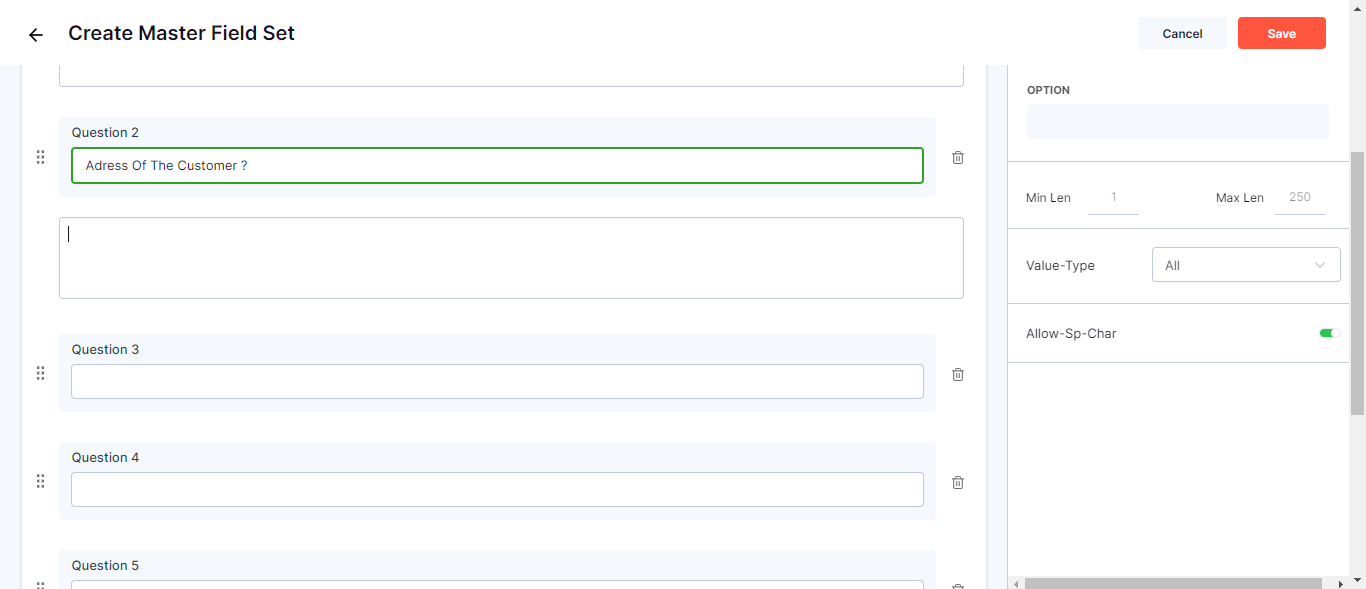 Create Master Field Set
Cancel
Save
Question 2
Adress Of The Customer ?
Question 3
Question 4
Question 5
OPTION
Min Len 1 Max Len 250
Value-Type All
Allow-Sp-Char